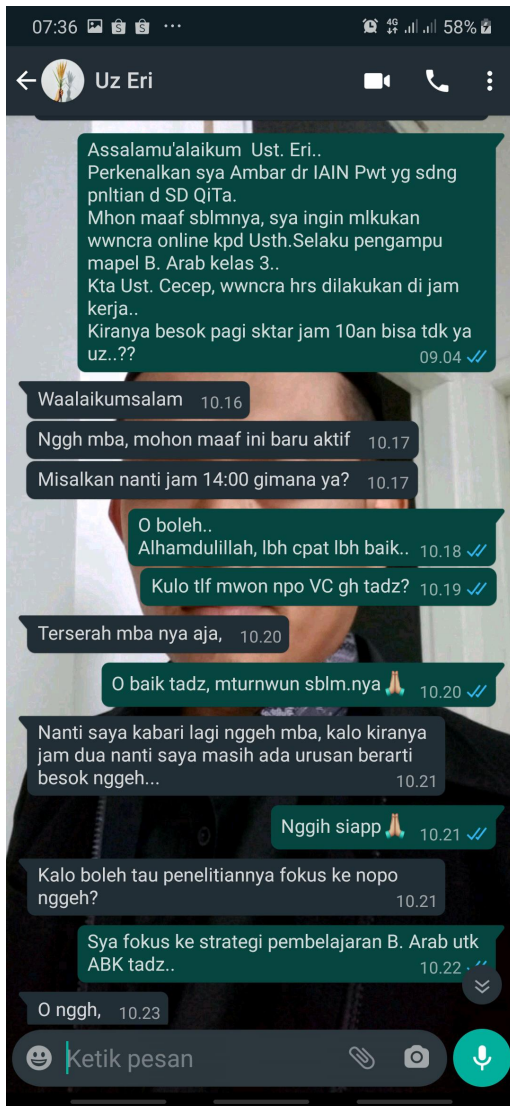 07:36
4G 58%
Uz Eri
Assalamu'alaikum Ust. Eri..
Perkenalkan sya Ambar dr IAIN Pwt yg sdng
pnltian d SD QiTa.
Mhon maaf sblmnya, sya ingin mlkukan
wwncra online kpd Usth.Selaku pengampu
mapel B. Arab kelas 3..
Kta Ust. Cecep, wwncra hrs dilakukan di jam
kerja..
Kiranya besok pagi sktar jam 10an bisa tdk ya
uz..??
09.04
Waalaikumsalam 10.16
Nggh mba, mohon maaf ini baru aktif 10.17
Misalkan nanti jam 14:00 gimana ya? 10.17
O boleh..
Alhamdulillah, lbh cpat lbh baik.. 10.18
Kulo tlf mwon npo VC gh tadz? 10.19
Terserah mba nya aja, 10.20
O baik tadz, mturnwun sblm.nya🙏 10.20
Nanti saya kabari lagi nggeh mba, kalo kiranya
jam dua nanti saya masih ada urusan berarti
besok nggeh... 10.21
Nggih siapp🙏 10.21
Kalo boleh tau penelitiannya fokus ke nopo
nggeh? 10.21
Sya fokus ke strategi pembelajaran B. Arab utk
ABK tadz.. 10.22
O nggh, 10.23
Ketik pesan